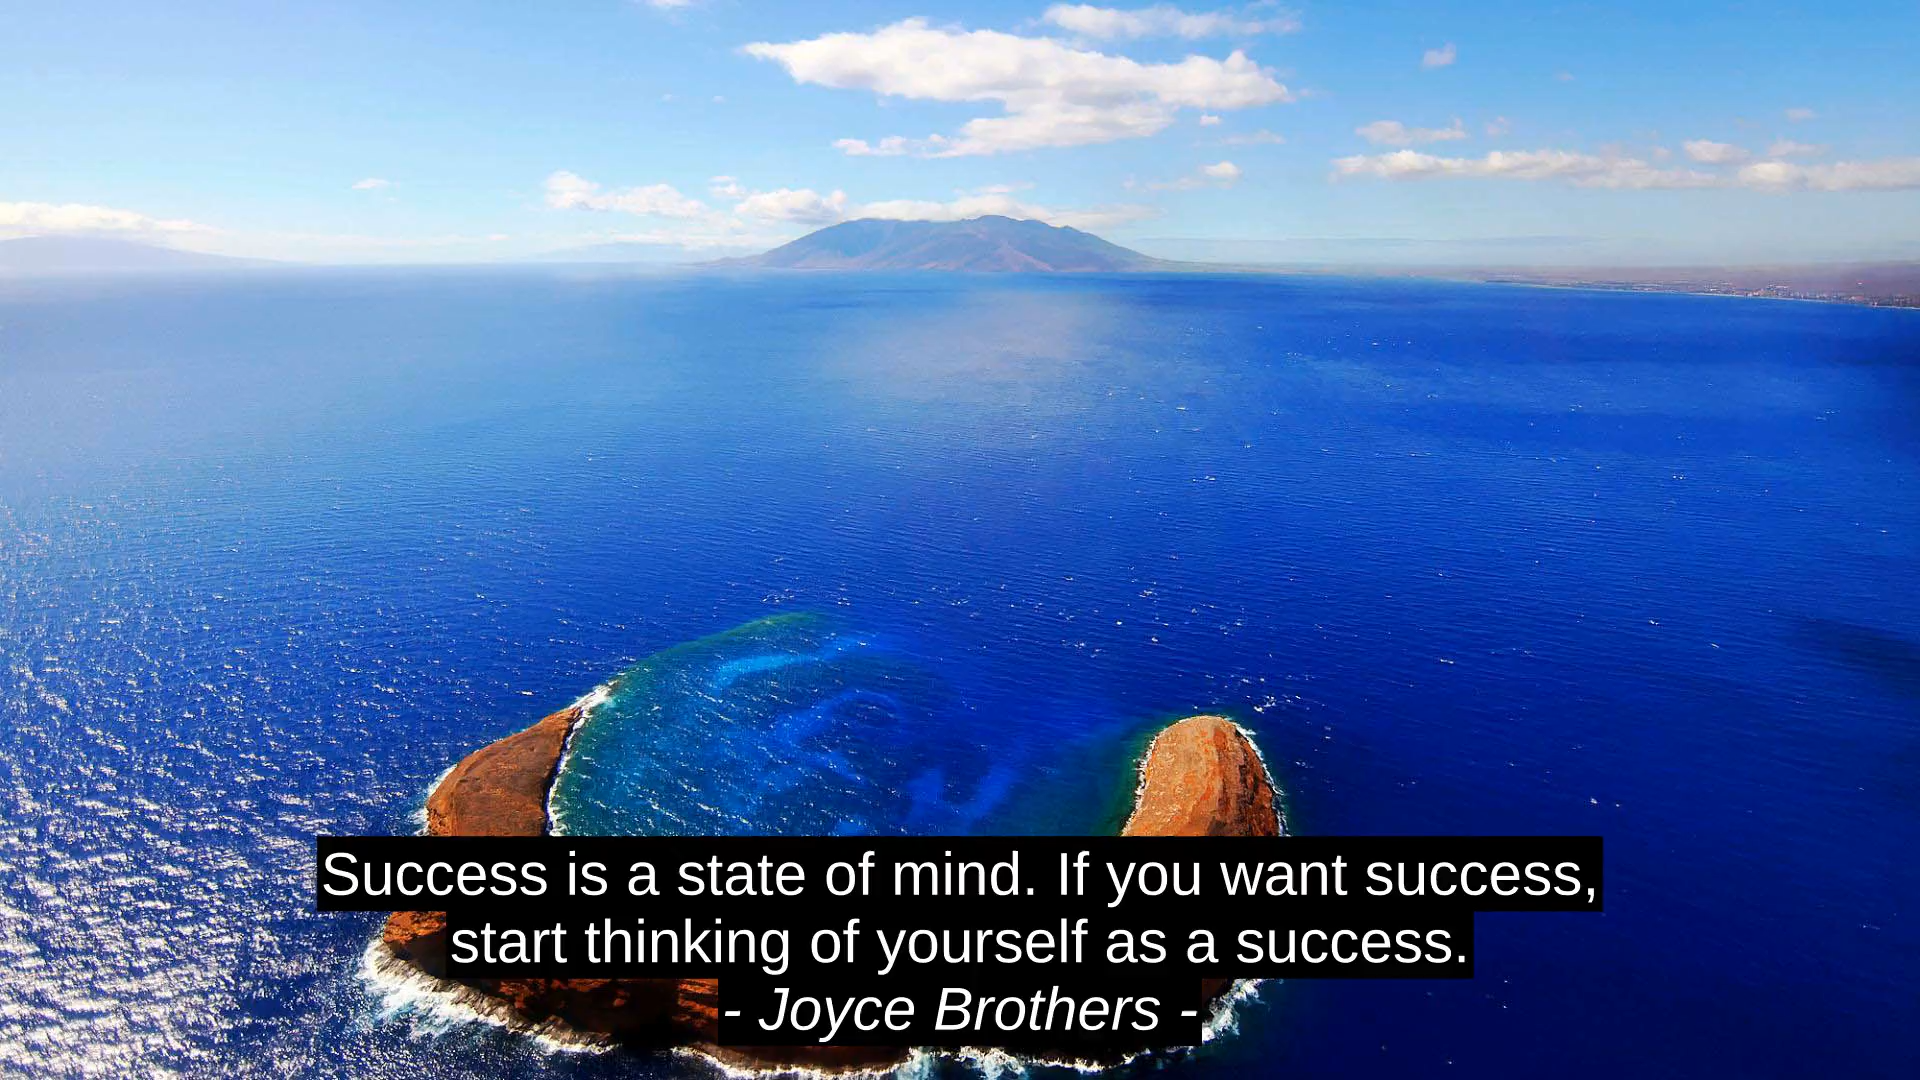 Success is a state of mind. If you want success,
start thinking of yourself as a success.
- Joyce Brothers -